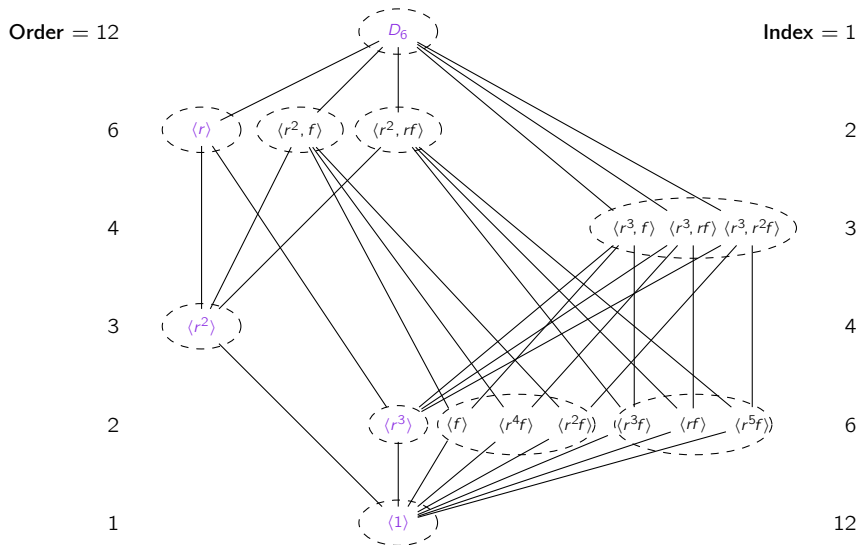 Order = 12 D₆ Index = 1
6 ⟨r⟩ ⟨r², f⟩ ⟨r², rf⟩ 2
4 ⟨r³, f⟩ ⟨r³, rf⟩ ⟨r³, r²f⟩ 3
3 ⟨r²⟩ 4
2 ⟨r³⟩ ⟨f⟩ ⟨r⁴f⟩ ⟨r²f⟩ ⟨r³f⟩ ⟨rf⟩ ⟨r⁵f⟩ 6
1 ⟨1⟩ 12